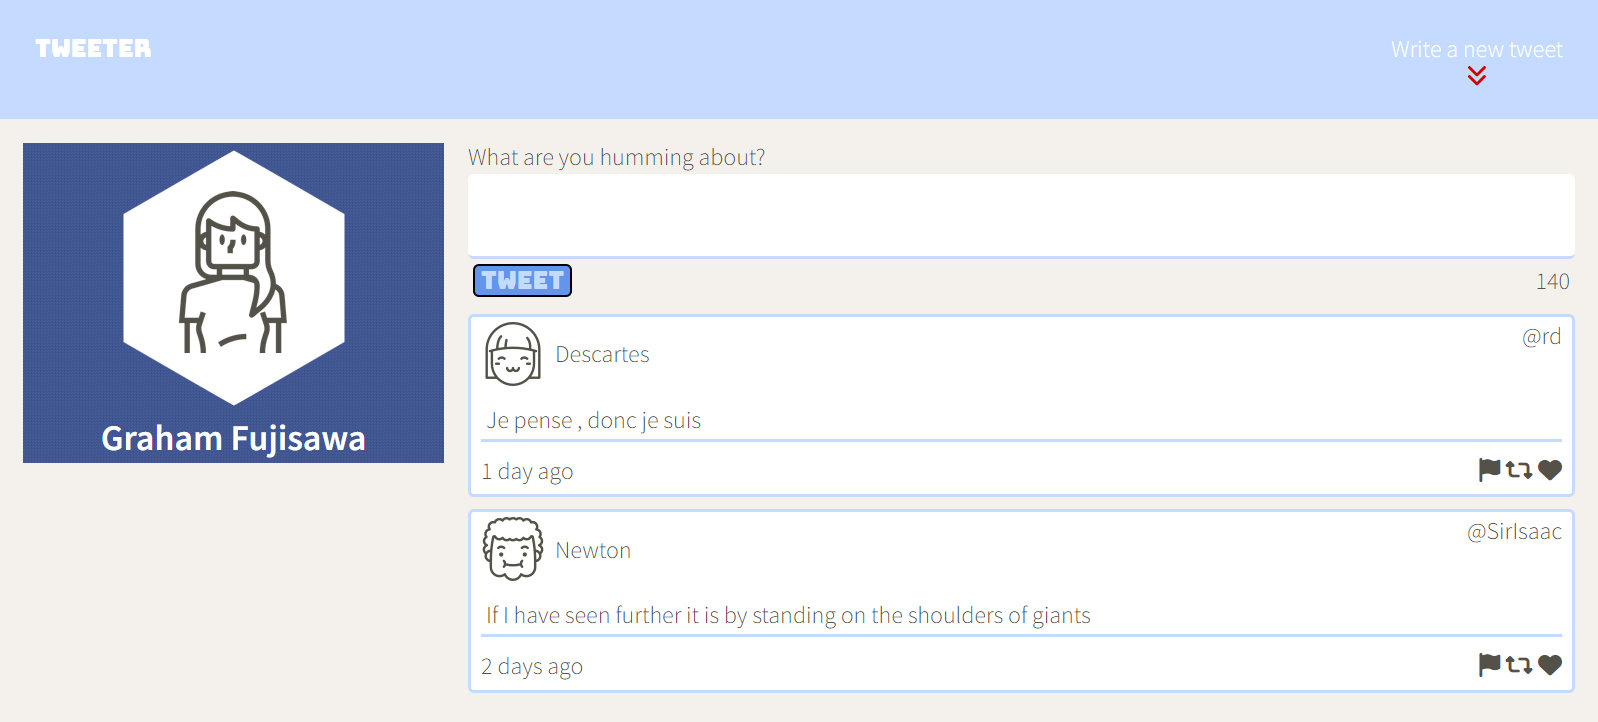 TWEETER
Write a new tweet
Graham Fujisawa
What are you humming about?
TWEET
140
Descartes
@rd
Je pense , donc je suis
1 day ago
Newton
@SirIsaac
If I have seen further it is by standing on the shoulders of giants
2 days ago